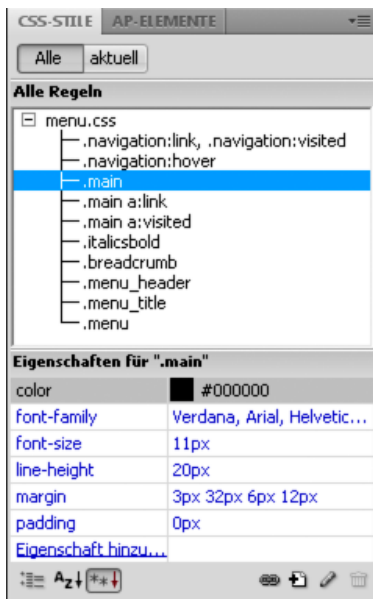 CSS-STILE AP-ELEMENTE
Alle aktuell
Alle Regeln
menu.css
.navigation:link, .navigation:visited
.navigation:hover
.main
.main a:link
.main a:visited
.italicsbold
.breadcrumb
.menu_header
.menu_title
.menu
Eigenschaften für ".main"
color #000000
font-family Verdana, Arial, Helvetic...
font-size 11px
line-height 20px
margin 3px 32px 6px 12px
padding 0px
Eigenschaft hinzu...
Az↓ **↓